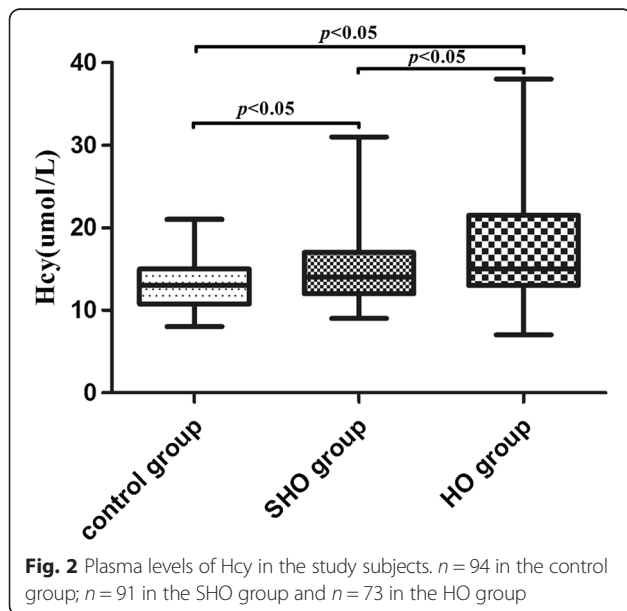 p<0.05
p<0.05
p<0.05
40
30
20
10
0
Hcy(umol/L)
control group
SHO group
HO group
Fig. 2 Plasma levels of Hcy in the study subjects. n = 94 in the control
group; n = 91 in the SHO group and n = 73 in the HO group